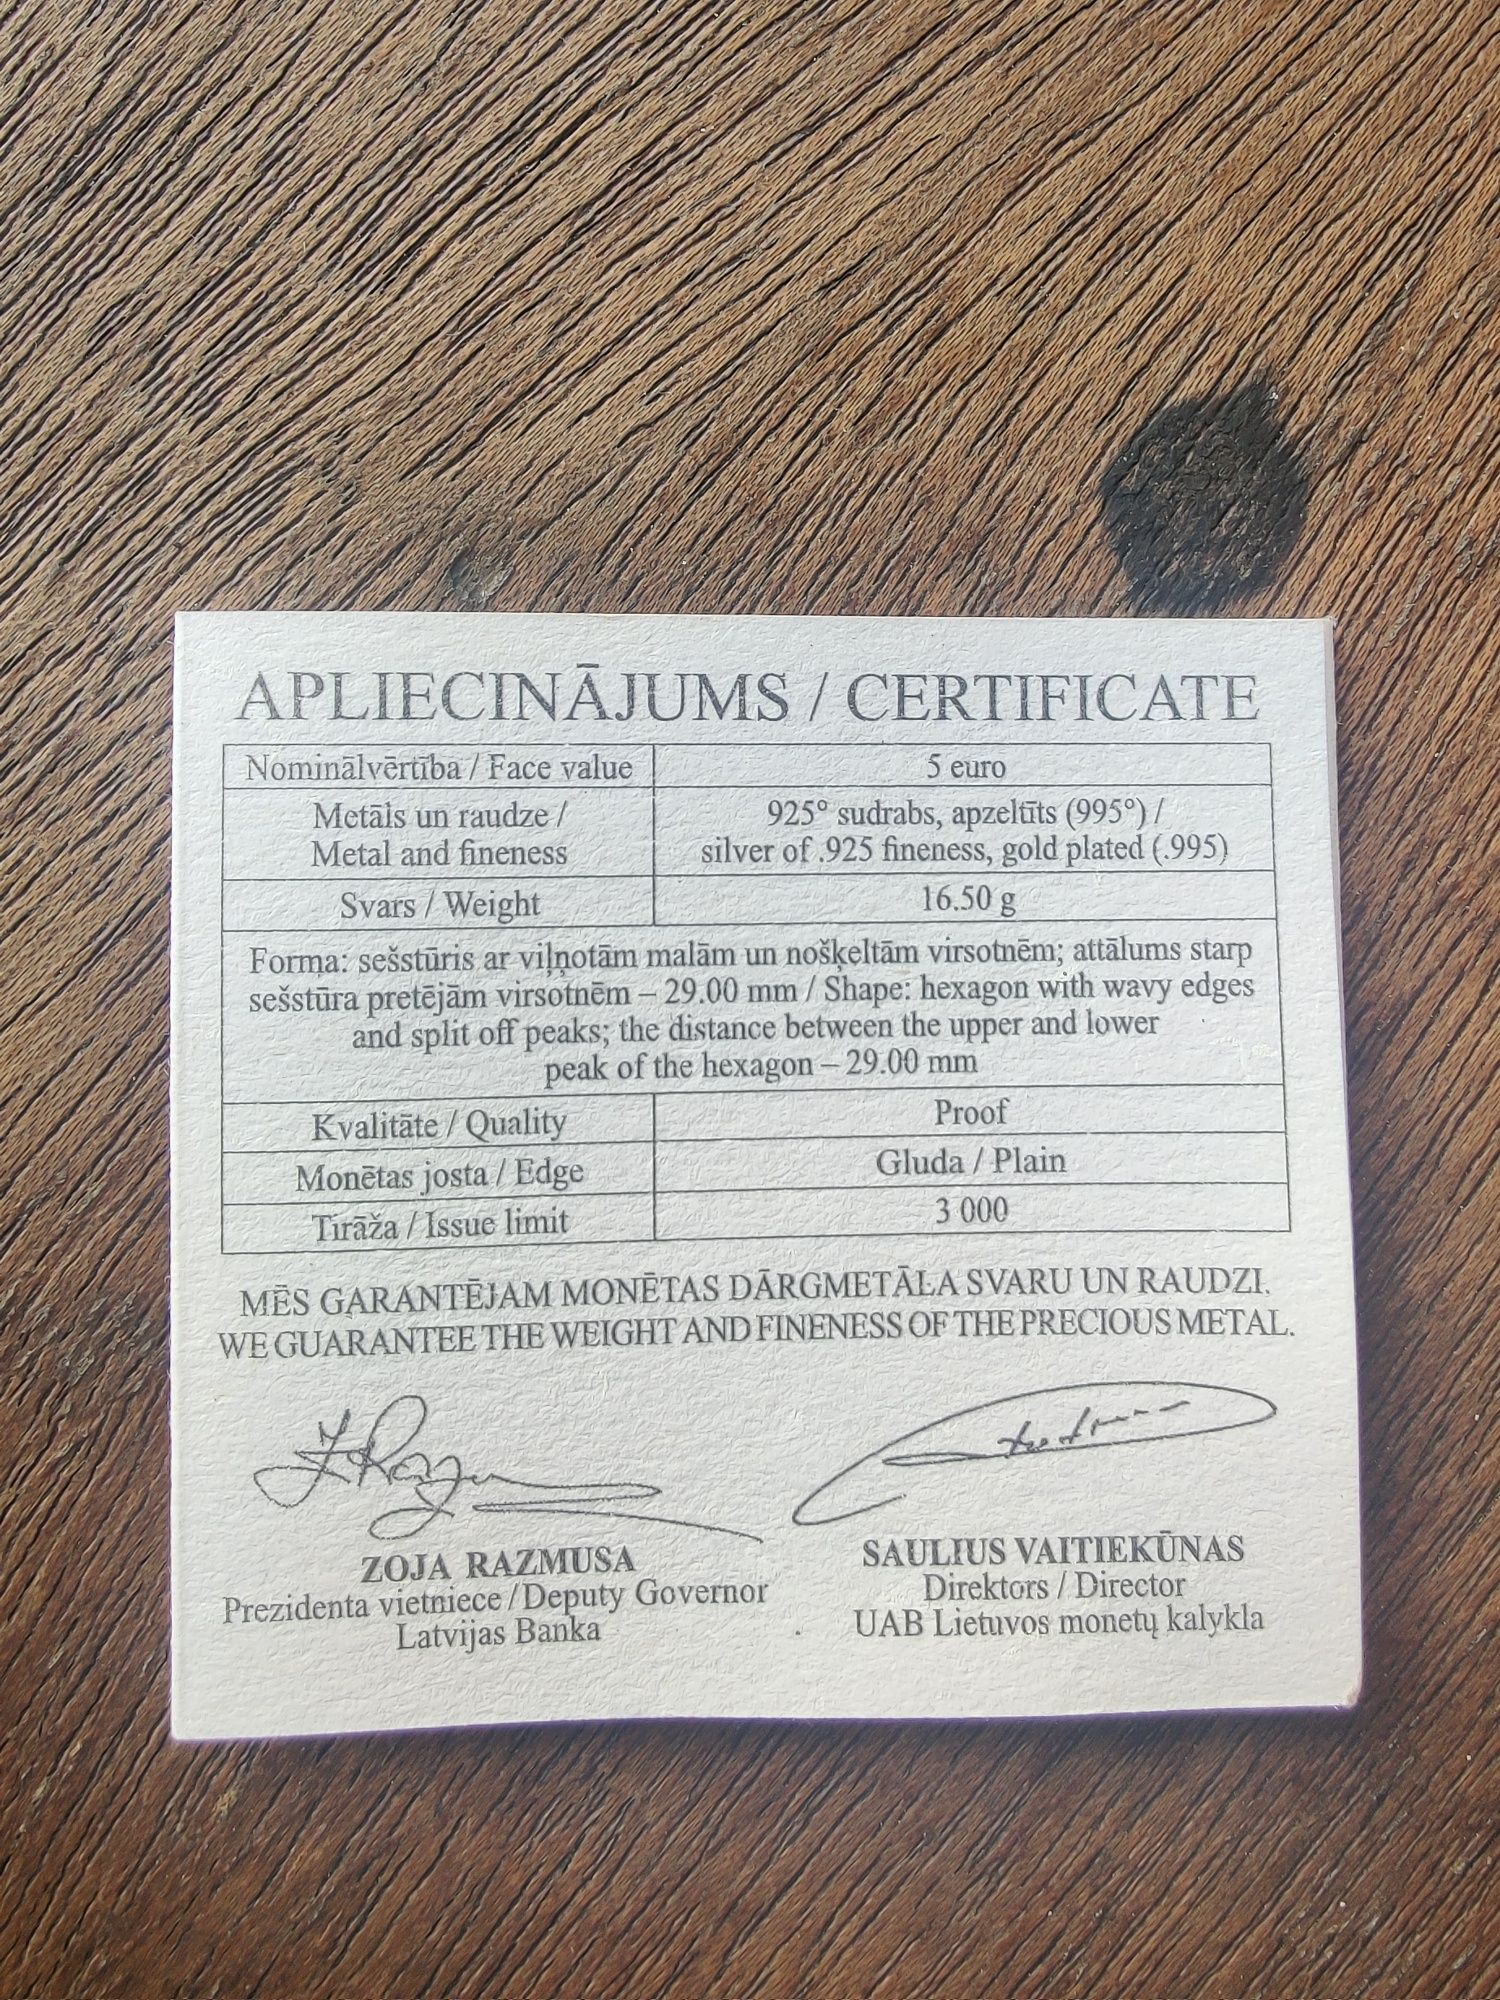 APLIECINĀJUMS / CERTIFICATE
Nominālvērtība / Face value 5 euro
Metāls un raudze / 925° sudrabs, apzeltīts (995°) /
Metal and fineness silver of .925 fineness, gold plated (.995)
Svars / Weight 16.50 g
Forma: sešstūris ar viļņotām malām un nošķeltām virsotnēm; attālums starp
sešstūra pretējām virsotnēm – 29.00 mm / Shape: hexagon with wavy edges
and split off peaks; the distance between the upper and lower
peak of the hexagon – 29.00 mm
Kvalitāte / Quality Proof
Monētas josta / Edge Gluda / Plain
Tirāža / Issue limit 3 000
MĒS GARANTĒJAM MONĒTAS DĀRGMETĀLA SVARU UN RAUDZI.
WE GUARANTEE THE WEIGHT AND FINENESS OF THE PRECIOUS METAL.
ZOJA RAZMUSA SAULIUS VAITIEKŪNAS
Prezidenta vietniece / Deputy Governor Direktors / Director
Latvijas Banka UAB Lietuvos monetų kalykla